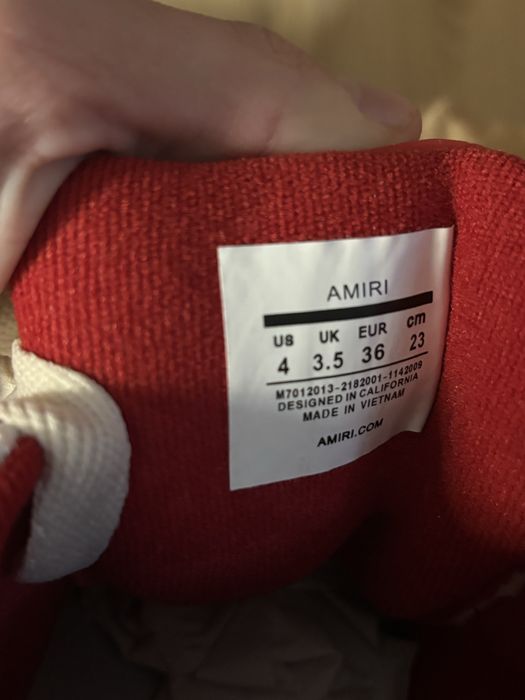 AMIRI
US UK EUR cm
4 3.5 36 23
M7012013-2182001-1142009
DESIGNED IN CALIFORNIA
MADE IN VIETNAM
AMIRI.COM